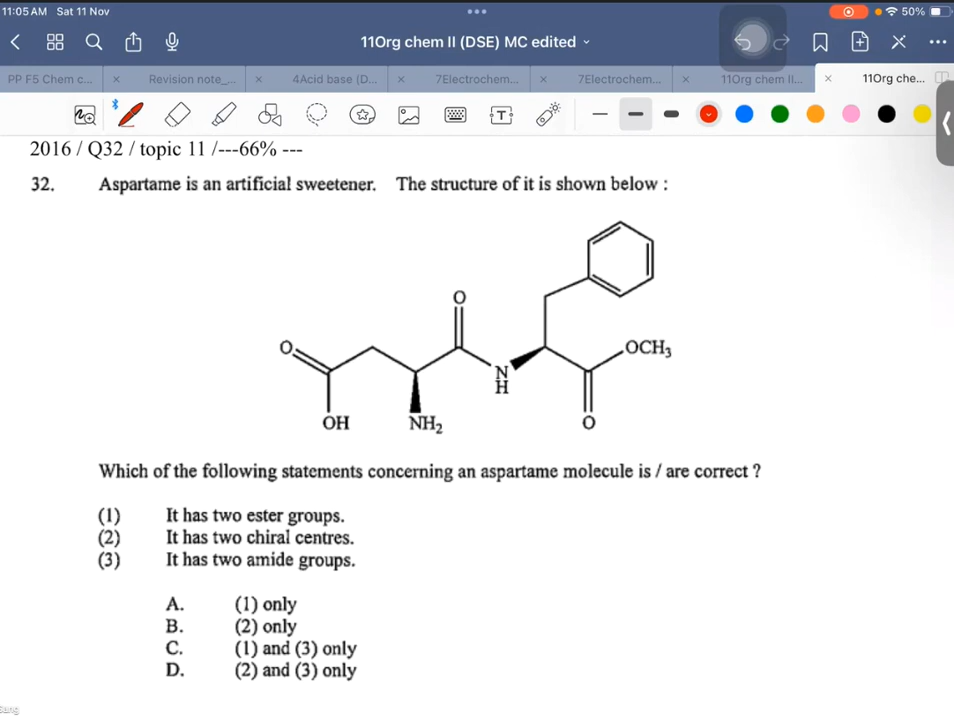 11:05 AM Sat 11 Nov
50%
11Org chem II (DSE) MC edited
PP F5 Chem c...
Revision note_...
4Acid base (D...
7Electrochem...
7Electrochem...
11Org chem II...
11Org che...
2016 / Q32 / topic 11 /---66% ---
32. Aspartame is an artificial sweetener. The structure of it is shown below :
O
O
OCH3
N
H
OH
NH2
O
Which of the following statements concerning an aspartame molecule is / are correct ?
(1) It has two ester groups.
(2) It has two chiral centres.
(3) It has two amide groups.
A. (1) only
B. (2) only
C. (1) and (3) only
D. (2) and (3) only